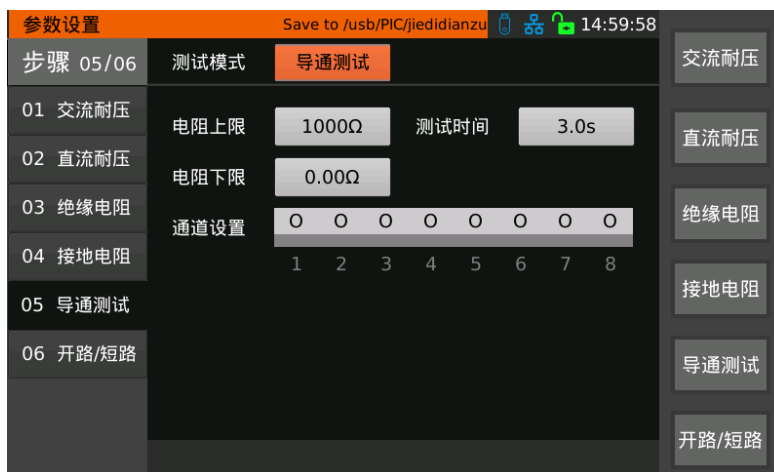 参数设置 Save to /usb/PIC/jiedidianzu 14:59:58
步骤 05/06 测试模式 导通测试
01 交流耐压
02 直流耐压
03 绝缘电阻
04 接地电阻
05 导通测试
06 开路/短路
电阻上限 1000Ω 测试时间 3.0s
电阻下限 0.00Ω
通道设置 O O O O O O O O
1 2 3 4 5 6 7 8
交流耐压
直流耐压
绝缘电阻
接地电阻
导通测试
开路/短路